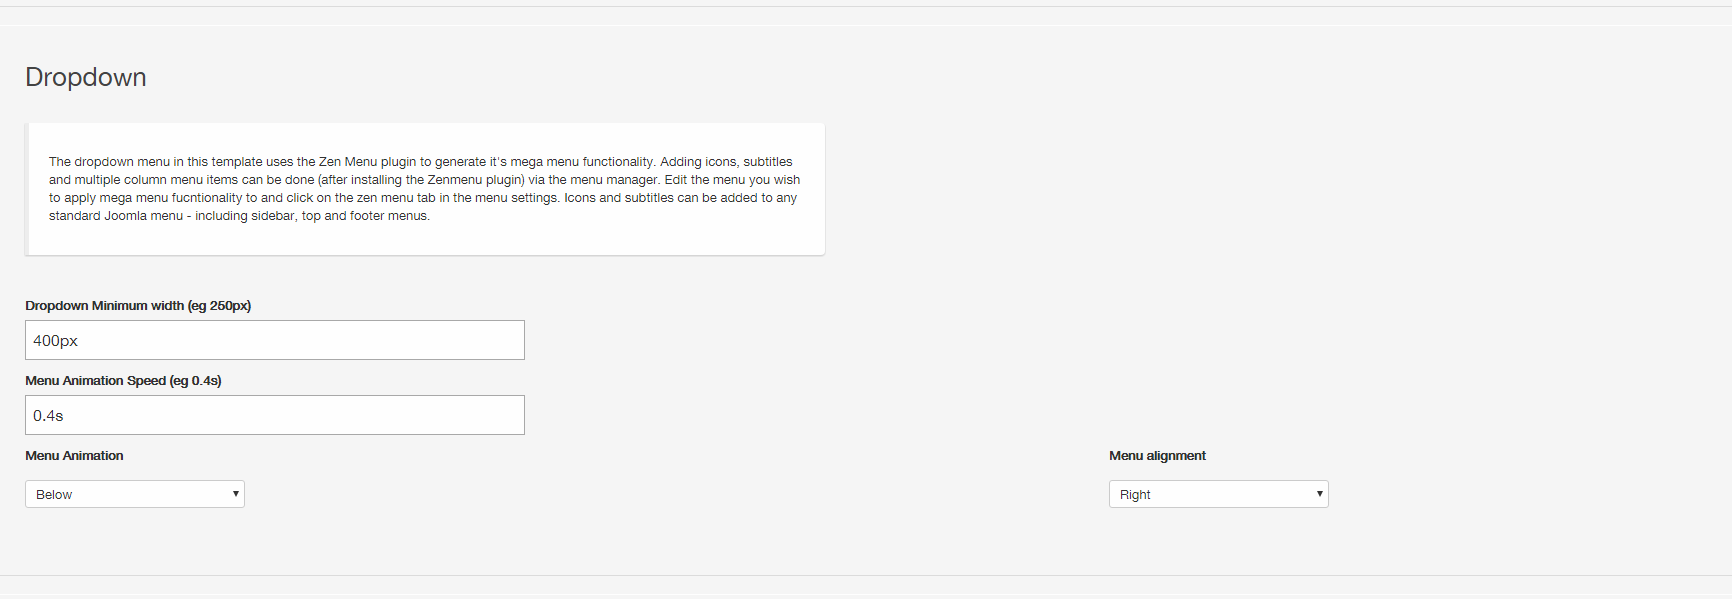 Dropdown
The dropdown menu in this template uses the Zen Menu plugin to generate it's mega menu functionality. Adding icons, subtitles
and multiple column menu items can be done (after installing the Zenmenu plugin) via the menu manager. Edit the menu you wish
to apply mega menu fucntionality to and click on the zen menu tab in the menu settings. Icons and subtitles can be added to any
standard Joomla menu - including sidebar, top and footer menus.
Dropdown Minimum width (eg 250px)
400px
Menu Animation Speed (eg 0.4s)
0.4s
Menu Animation
Below
Menu alignment
Right